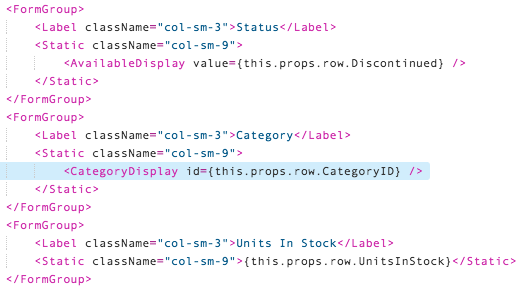 <FormGroup>
    <Label className="col-sm-3">Status</Label>
    <Static className="col-sm-9">
        <AvailableDisplay value={this.props.row.Discontinued} />
    </Static>
</FormGroup>
<FormGroup>
    <Label className="col-sm-3">Category</Label>
    <Static className="col-sm-9">
        <CategoryDisplay id={this.props.row.CategoryID} />
    </Static>
</FormGroup>
<FormGroup>
    <Label className="col-sm-3">Units In Stock</Label>
    <Static className="col-sm-9">{this.props.row.UnitsInStock}</Static>
</FormGroup>